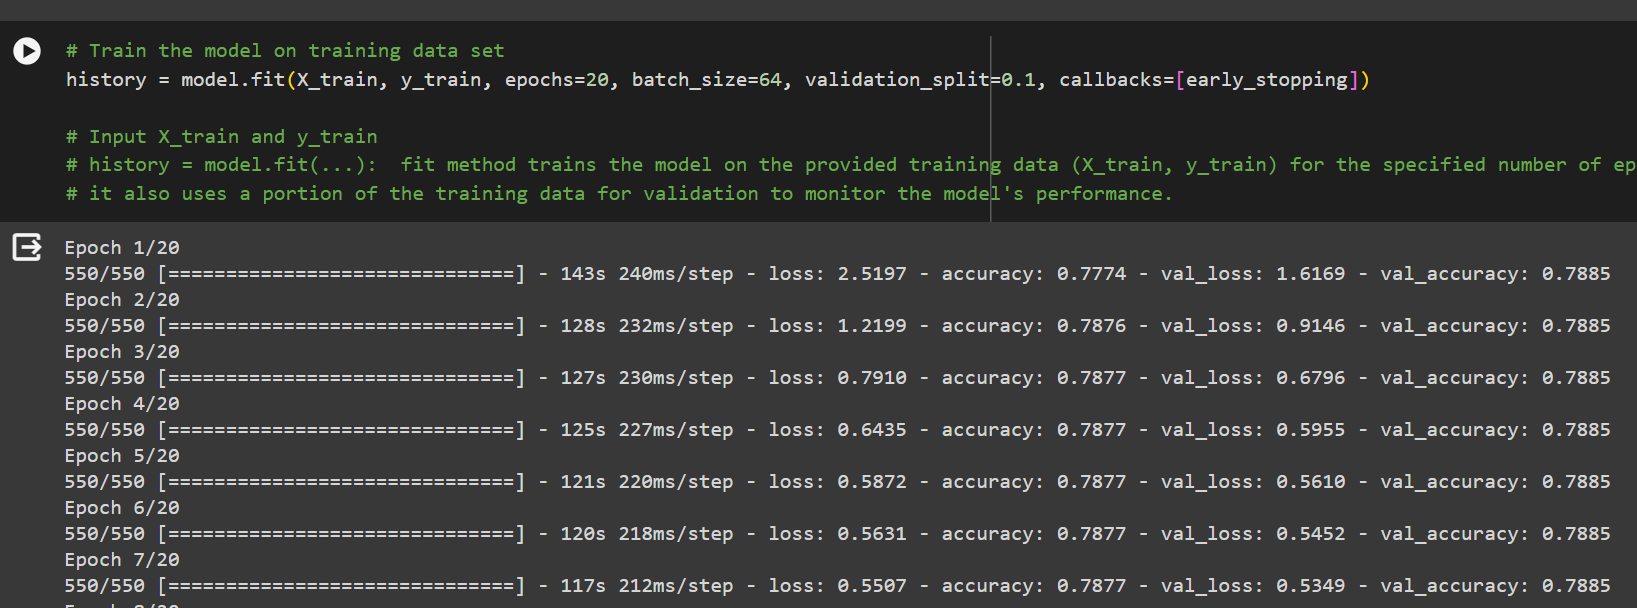 # Train the model on training data set
history = model.fit(X_train, y_train, epochs=20, batch_size=64, validation_split=0.1, callbacks=[early_stopping])
# Input X_train and y_train
# history = model.fit(...):  fit method trains the model on the provided training data (X_train, y_train) for the specified number of ep
# it also uses a portion of the training data for validation to monitor the model's performance.
Epoch 1/20
550/550 [==============================] - 143s 240ms/step - loss: 2.5197 - accuracy: 0.7774 - val_loss: 1.6169 - val_accuracy: 0.7885
Epoch 2/20
550/550 [==============================] - 128s 232ms/step - loss: 1.2199 - accuracy: 0.7876 - val_loss: 0.9146 - val_accuracy: 0.7885
Epoch 3/20
550/550 [==============================] - 127s 230ms/step - loss: 0.7910 - accuracy: 0.7877 - val_loss: 0.6796 - val_accuracy: 0.7885
Epoch 4/20
550/550 [==============================] - 125s 227ms/step - loss: 0.6435 - accuracy: 0.7877 - val_loss: 0.5955 - val_accuracy: 0.7885
Epoch 5/20
550/550 [==============================] - 121s 220ms/step - loss: 0.5872 - accuracy: 0.7877 - val_loss: 0.5610 - val_accuracy: 0.7885
Epoch 6/20
550/550 [==============================] - 120s 218ms/step - loss: 0.5631 - accuracy: 0.7877 - val_loss: 0.5452 - val_accuracy: 0.7885
Epoch 7/20
550/550 [==============================] - 117s 212ms/step - loss: 0.5507 - accuracy: 0.7877 - val_loss: 0.5349 - val_accuracy: 0.7885